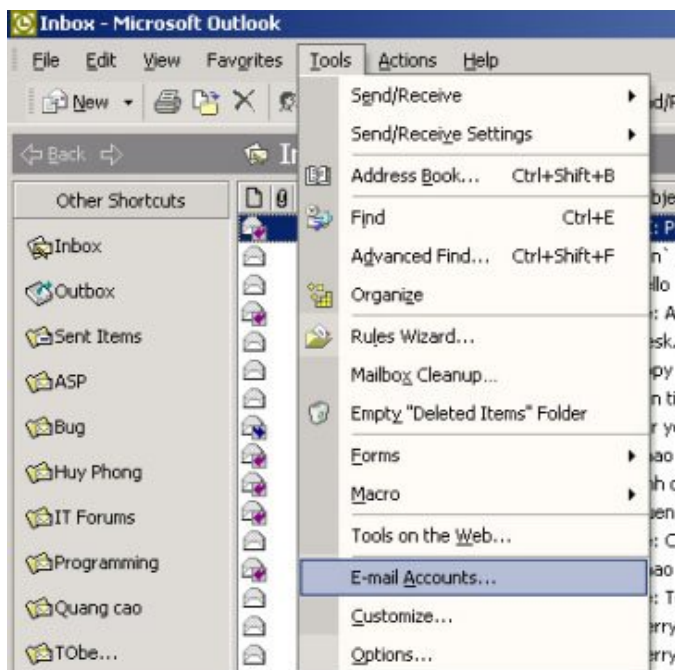 Inbox - Microsoft Outlook
File Edit View Favorites Tools Actions Help
New
Send/Receive
Send/Receive Settings
Back
Address Book... Ctrl+Shift+B
Other Shortcuts
Find Ctrl+E
Inbox
Advanced Find... Ctrl+Shift+F
Outbox
Organize
Sent Items
Rules Wizard...
ASP
Mailbox Cleanup...
Empty "Deleted Items" Folder
Bug
Forms
Huy Phong
Macro
IT Forums
Tools on the Web...
Programming
E-mail Accounts...
Quang cao
Customize...
TObe...
Options...